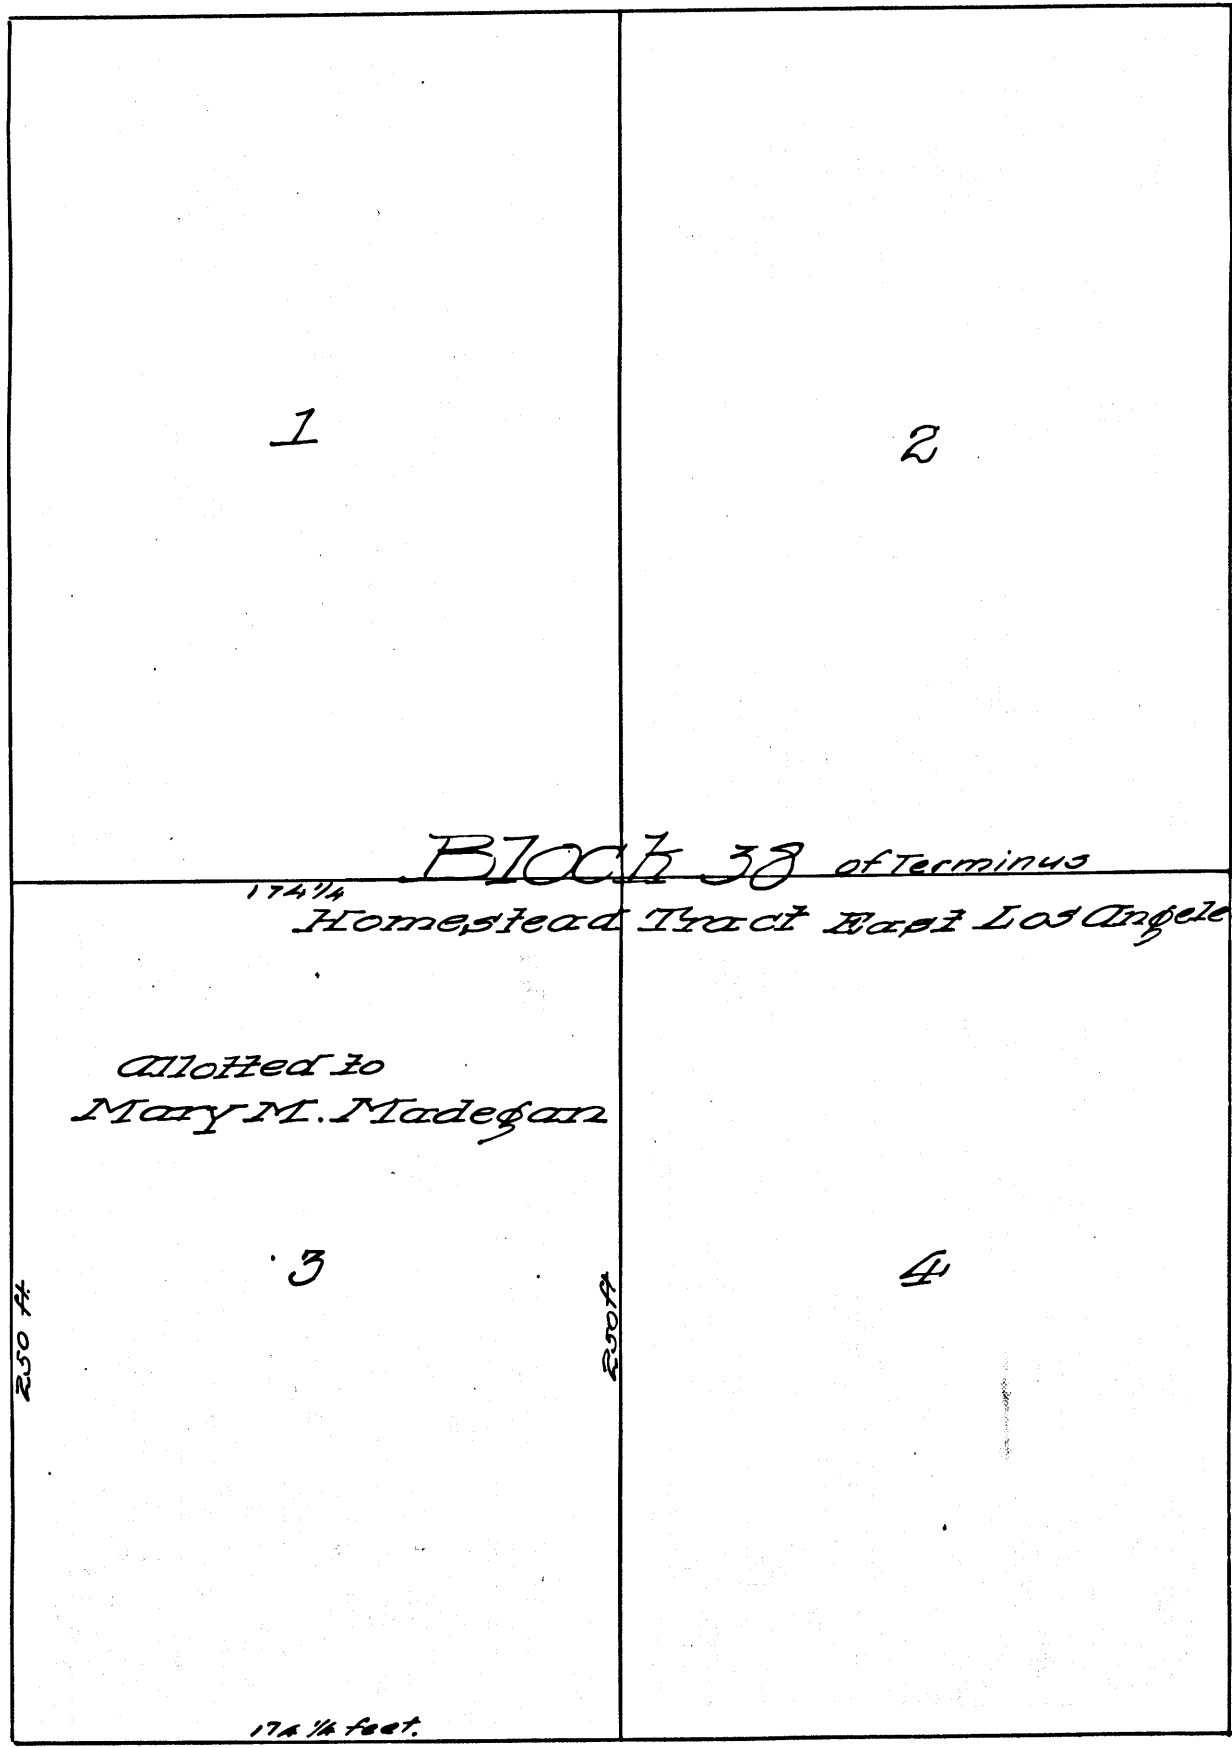 1
2
Block 38 of Terminus
174 1/4
Homestead Tract East Los Angele
Allotted to
Mary M. Madegan
3
4
250 ft.
250 ft
174 1/4 feet.